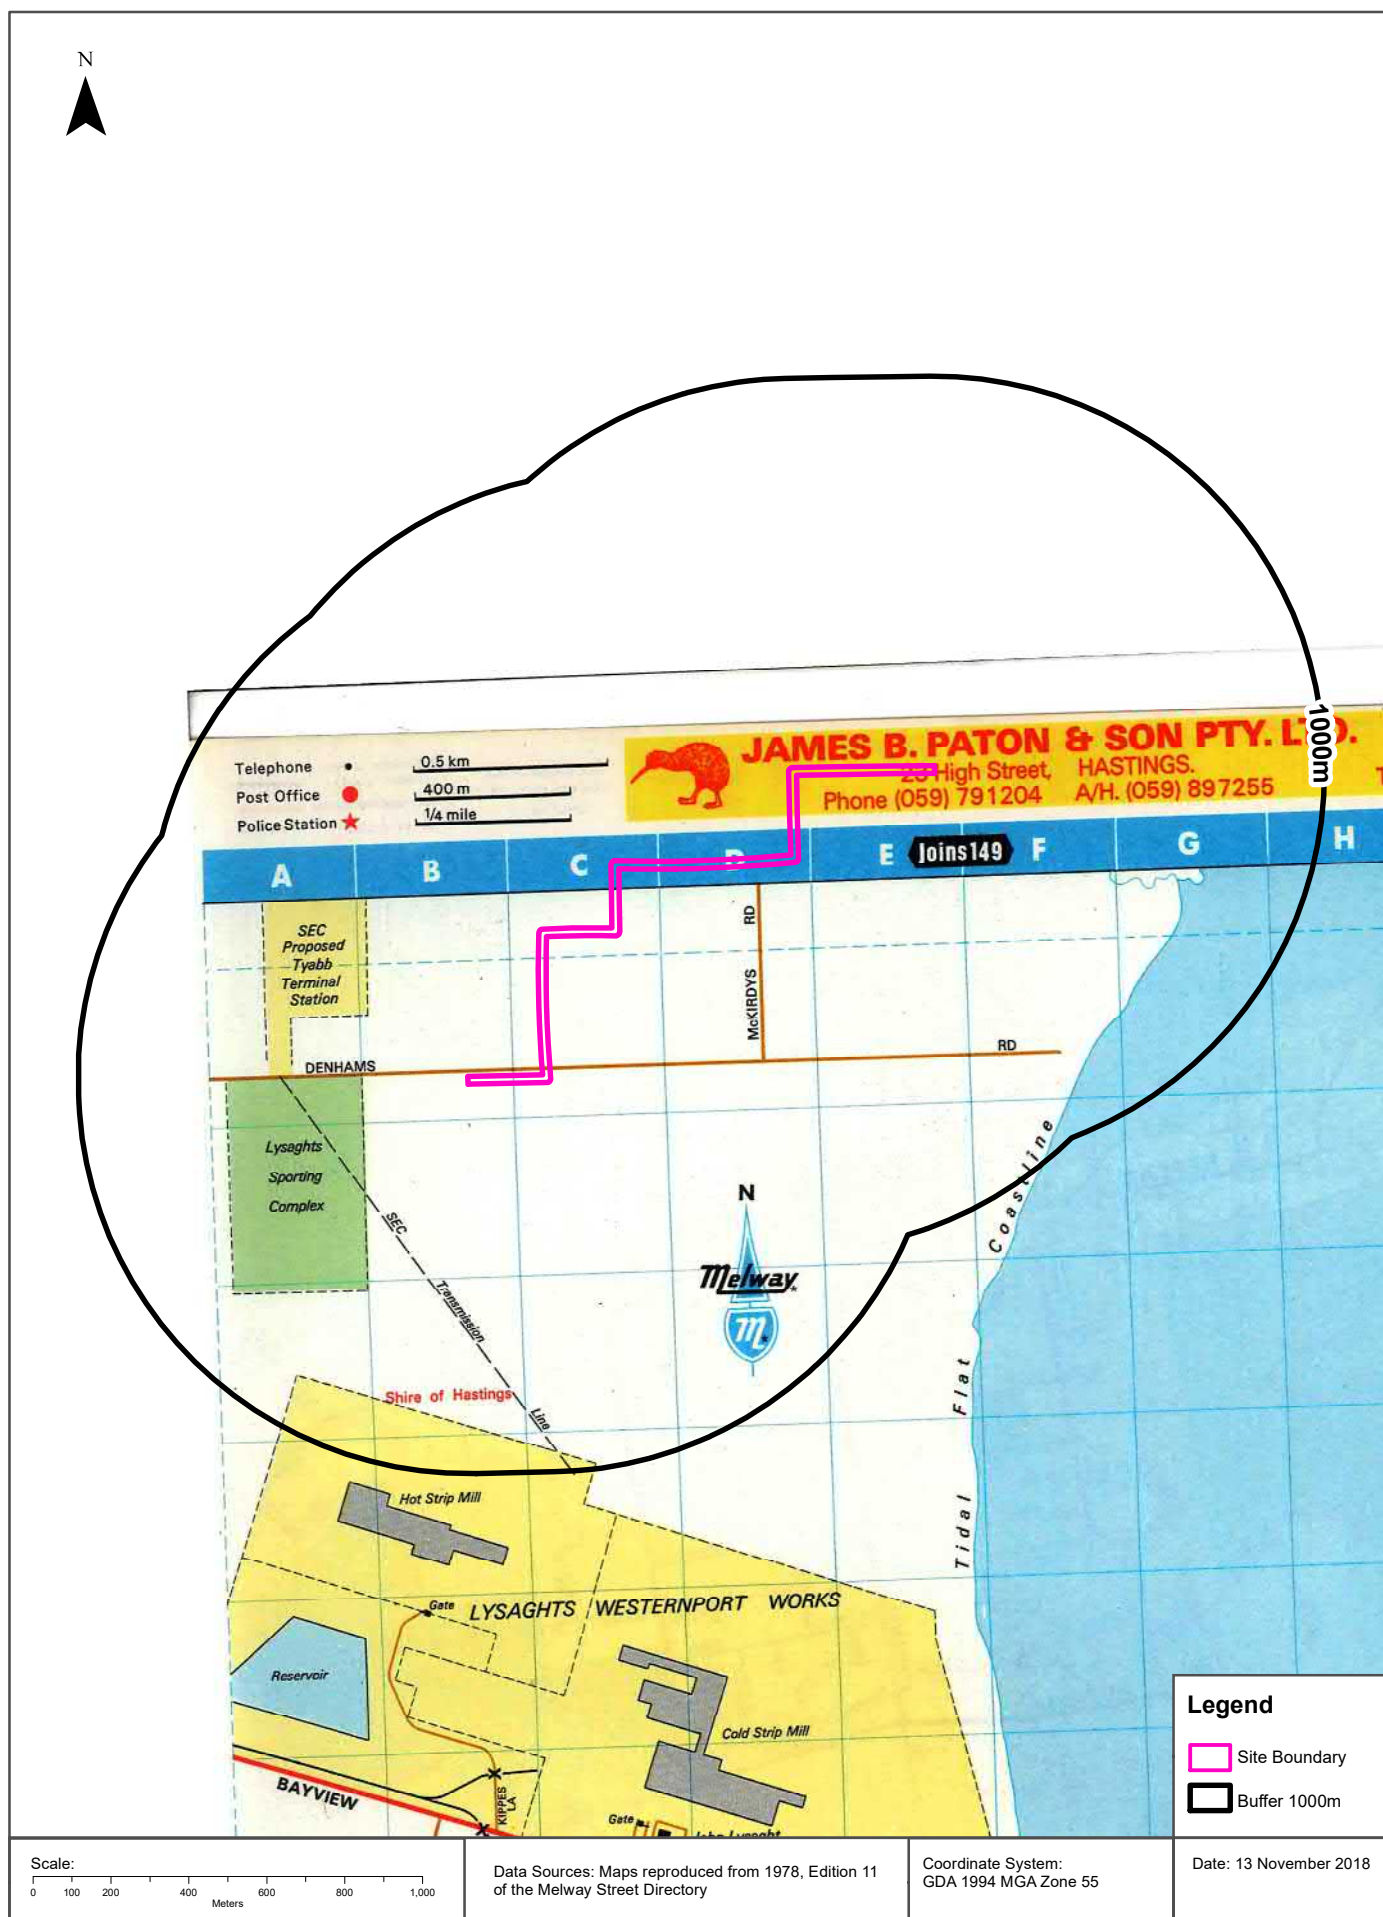 N
1000m
Telephone
Post Office
Police Station
0.5 km
400 m
1/4 mile
JAMES B. PATON & SON PTY. LTD.
High Street, HASTINGS.
Phone (059) 791204 A/H. (059) 897255
A B C D E Joins 149 F G H
SEC
Proposed
Tyabb
Terminal
Station
McKIRDYS RD
DENHAMS RD
Lysaghts
Sporting
Complex
SEC Transmission Line
N
Melway
m
Tidal Flat Coastline
Shire of Hastings
Hot Strip Mill
Gate
LYSAGHTS WESTERNPORT WORKS
Reservoir
Cold Strip Mill
BAYVIEW
KIPPES LA
Gate
John Lysaght
Legend
Site Boundary
Buffer 1000m
Scale:
0 100 200 400 600 800 1,000
Meters
Data Sources: Maps reproduced from 1978, Edition 11
of the Melway Street Directory
Coordinate System:
GDA 1994 MGA Zone 55
Date: 13 November 2018